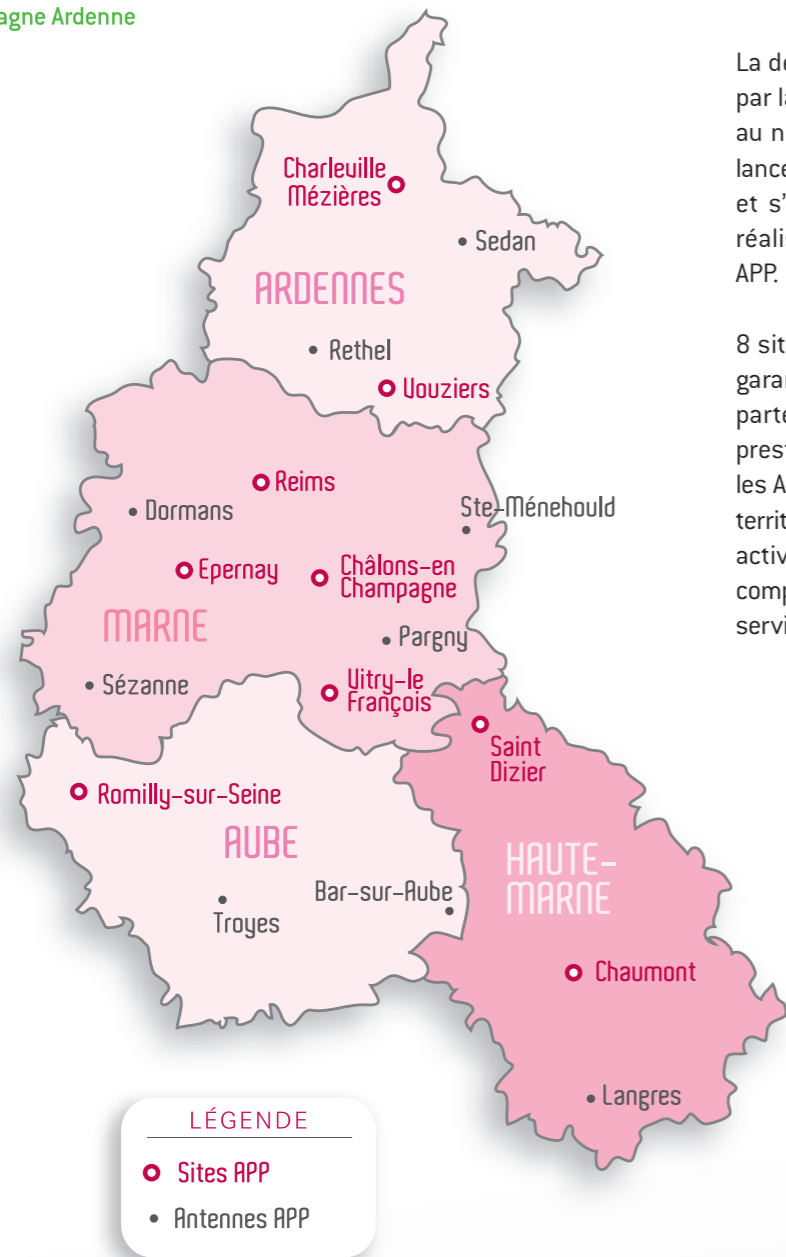 agne Ardenne
Charleville
Mézières
Sedan
ARDENNES
Rethel
Vouziers
Reims
Dormans
Ste-Ménehould
Epernay
Châlons-en
Champagne
MARNE
Pargny
Sézanne
Vitry-le
François
Saint
Dizier
Romilly-sur-Seine
AUBE
HAUTE-
MARNE
Bar-sur-Aube
Troyes
Chaumont
Langres
LÉGENDE
Sites APP
Antennes APP
La de
par la
au n
lance
et s'
réalis
APP.
8 sit
garan
parte
prest
les A
territ
activ
comp
servi